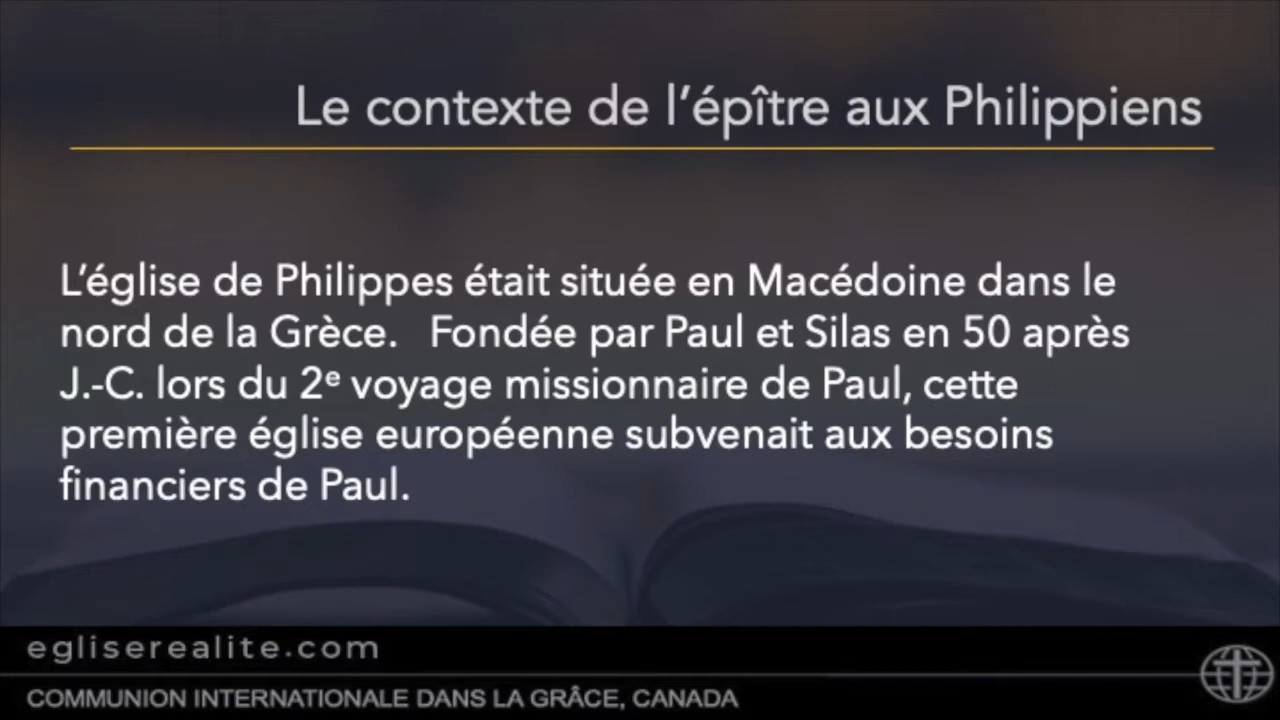 Le contexte de l’épître aux Philippiens
L’église de Philippes était située en Macédoine dans le
nord de la Grèce.   Fondée par Paul et Silas en 50 après
J.-C. lors du 2ᵉ voyage missionnaire de Paul, cette
première église européenne subvenait aux besoins
financiers de Paul.
egliserealite.com
COMMUNION INTERNATIONALE DANS LA GRÂCE, CANADA